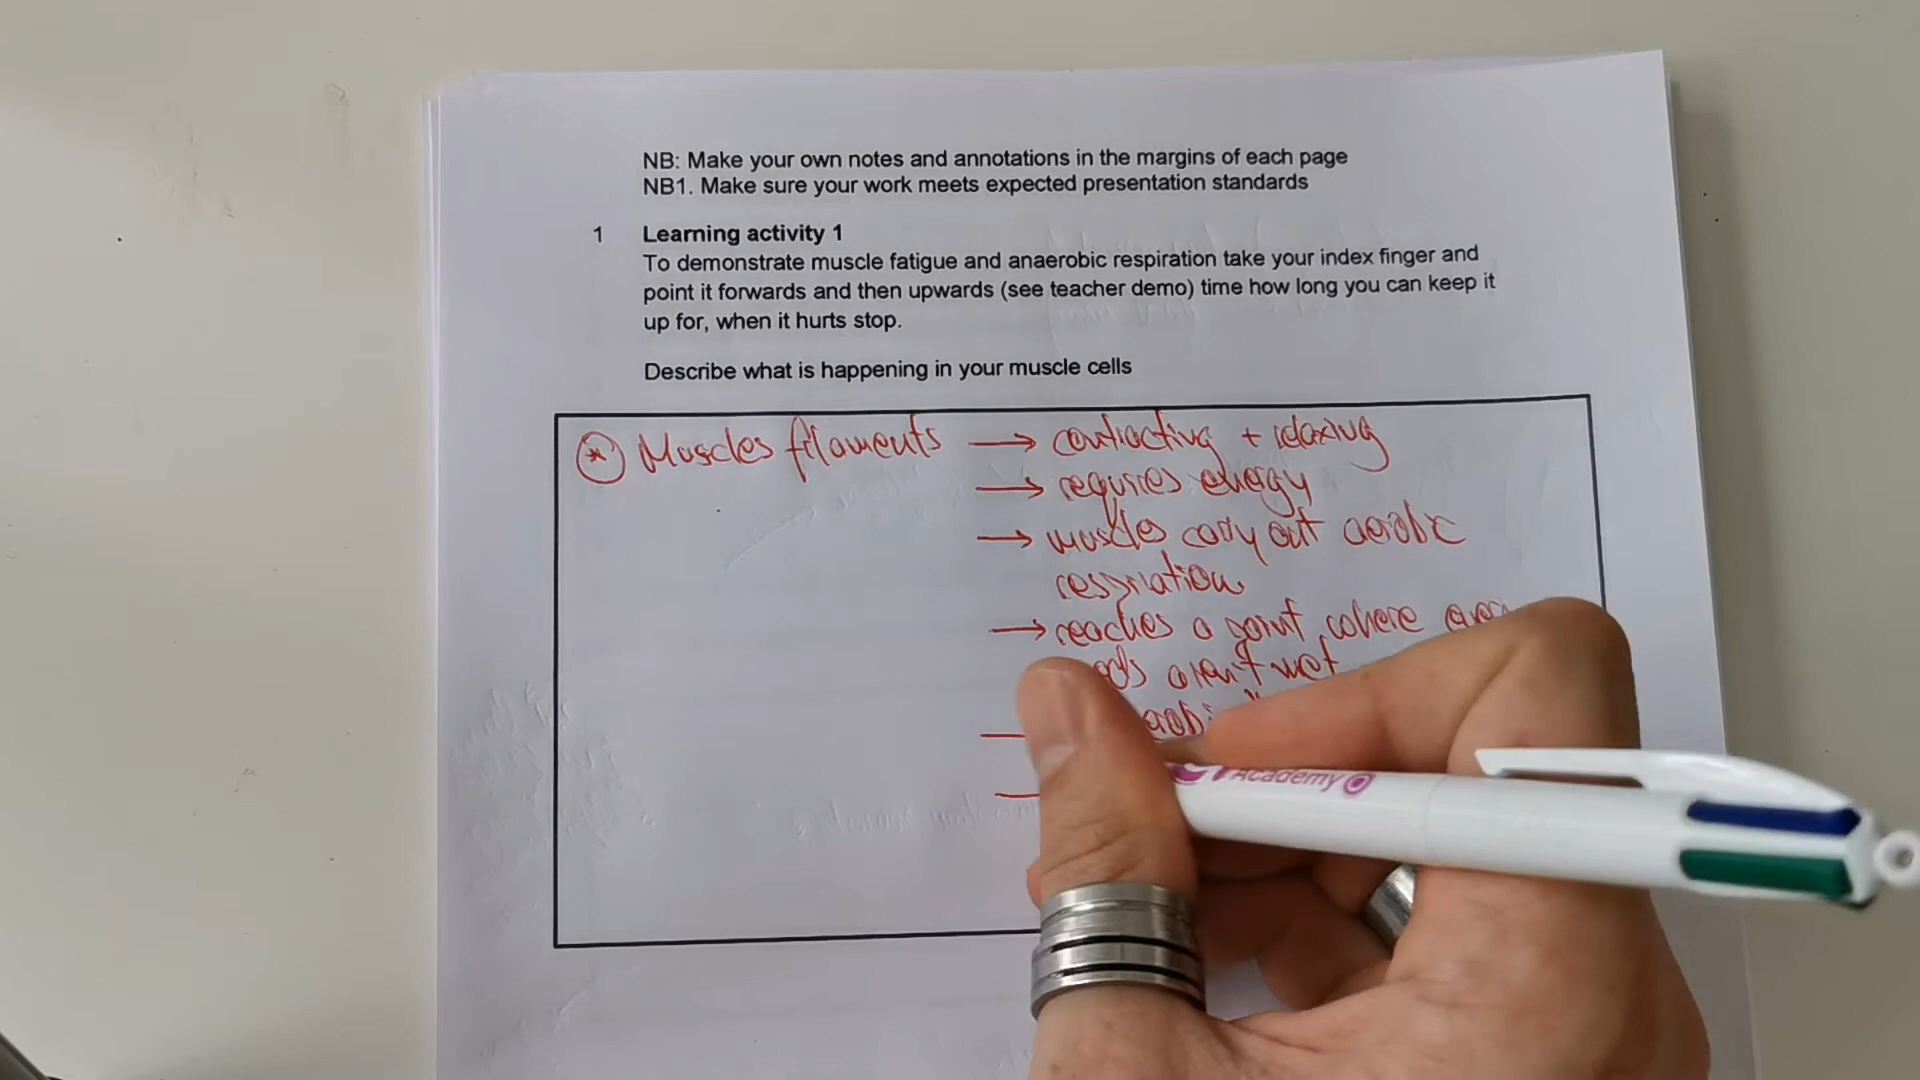 NB: Make your own notes and annotations in the margins of each page
NB1. Make sure your work meets expected presentation standards
1 Learning activity 1
To demonstrate muscle fatigue and anaerobic respiration take your index finger and
point it forwards and then upwards (see teacher demo) time how long you can keep it
up for, when it hurts stop.
Describe what is happening in your muscle cells
* Muscles filaments → contracting + relaxing
→ requires energy
→ muscles carry out aerobic
respiration
→ reaches a point where
aren't met
Academy